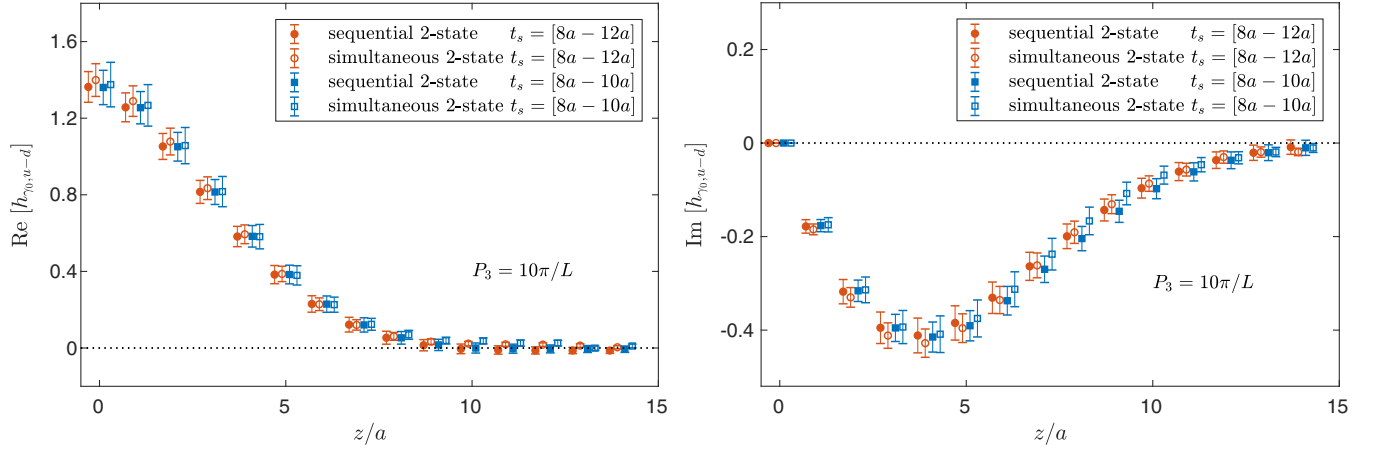 sequential 2-state t_s = [8a − 12a]
simultaneous 2-state t_s = [8a − 12a]
sequential 2-state t_s = [8a − 10a]
simultaneous 2-state t_s = [8a − 10a]
Re [h_{γ0,u−d}]
1.6
1.2
0.8
0.4
0
P_3 = 10π/L
0
5
10
15
z/a
sequential 2-state t_s = [8a − 12a]
simultaneous 2-state t_s = [8a − 12a]
sequential 2-state t_s = [8a − 10a]
simultaneous 2-state t_s = [8a − 10a]
Im [h_{γ0,u−d}]
0.2
0
-0.2
-0.4
P_3 = 10π/L
0
5
10
15
z/a